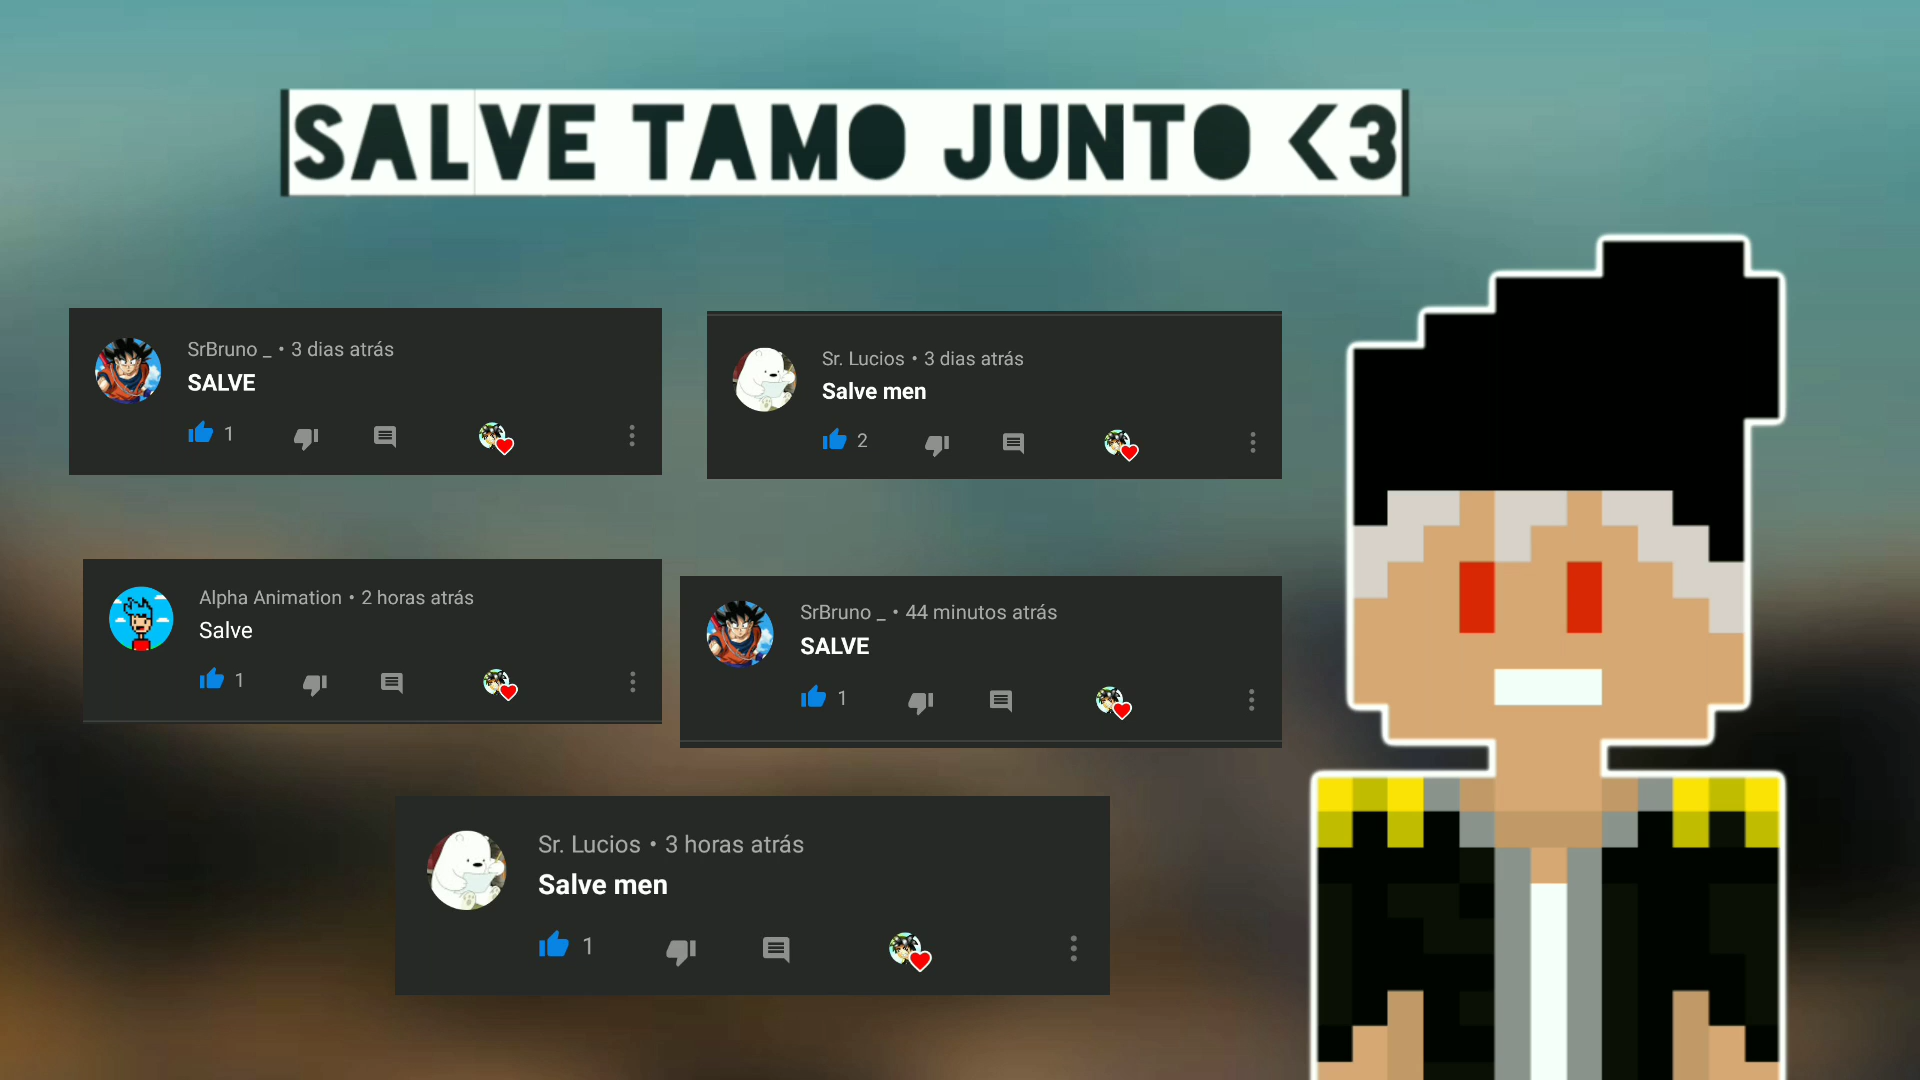 SALVE TAMO JUNTO <3
SrBruno _ • 3 dias atrás
SALVE
1
Sr. Lucios • 3 dias atrás
Salve men
2
Alpha Animation • 2 horas atrás
Salve
1
SrBruno _ • 44 minutos atrás
SALVE
1
Sr. Lucios • 3 horas atrás
Salve men
1